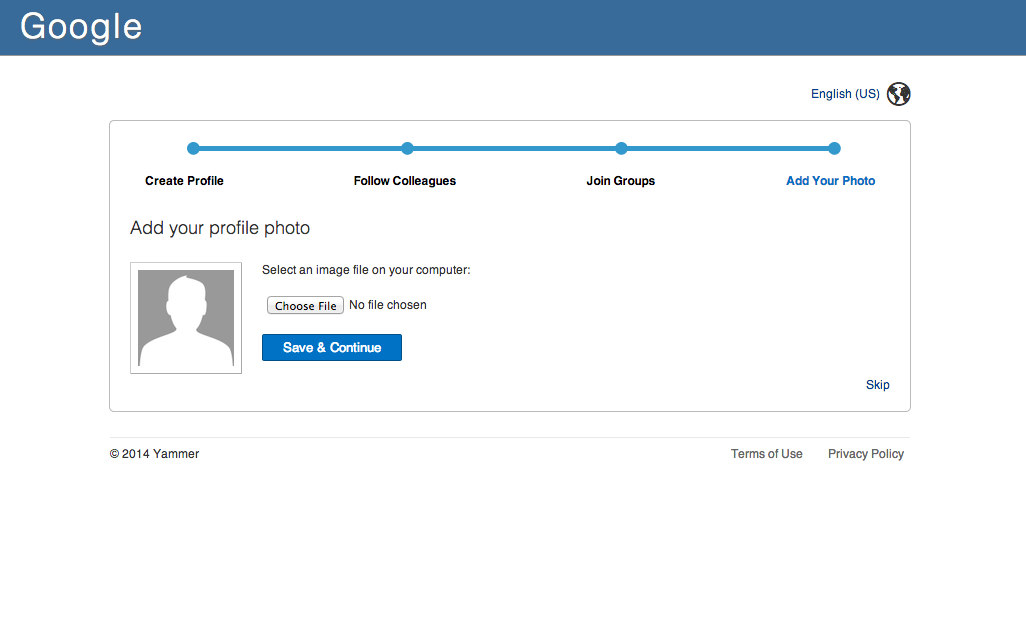 Google
English (US)
Create Profile Follow Colleagues Join Groups Add Your Photo
Add your profile photo
Select an image file on your computer:
Choose File No file chosen
Save & Continue
Skip
© 2014 Yammer Terms of Use Privacy Policy